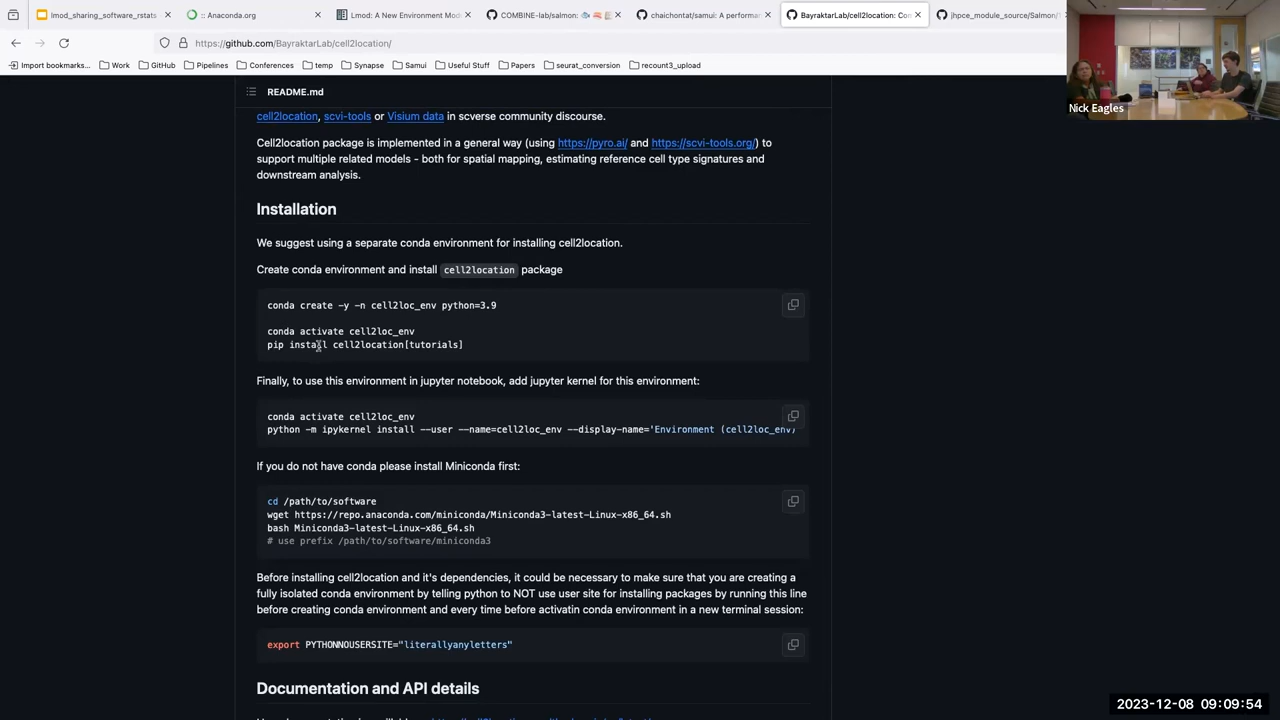 lmod_sharing_software_rstats
:: Anaconda.org
Lmod: A New Environment Mod
COMBINE-lab/salmon:
chaichontat/samui: A performan
BayraktarLab/cell2location: Com
jhpce_module_source/Salmon/
https://github.com/BayraktarLab/cell2location/
Import bookmarks... Work GitHub Pipelines Conferences temp Synapse Samui Useful Stuff Papers seurat_conversion recount3_upload
Nick Eagles
README.md
cell2location, scvi-tools or Visium data in scverse community discourse.
Cell2location package is implemented in a general way (using https://pyro.ai/ and https://scvi-tools.org/) to
support multiple related models - both for spatial mapping, estimating reference cell type signatures and
downstream analysis.
Installation
We suggest using a separate conda environment for installing cell2location.
Create conda environment and install cell2location package
conda create -y -n cell2loc_env python=3.9
conda activate cell2loc_env
pip install cell2location[tutorials]
Finally, to use this environment in jupyter notebook, add jupyter kernel for this environment:
conda activate cell2loc_env
python -m ipykernel install --user --name=cell2loc_env --display-name='Environment (cell2loc_env)
If you do not have conda please install Miniconda first:
cd /path/to/software
wget https://repo.anaconda.com/miniconda/Miniconda3-latest-Linux-x86_64.sh
bash Miniconda3-latest-Linux-x86_64.sh
# use prefix /path/to/software/miniconda3
Before installing cell2location and it's dependencies, it could be necessary to make sure that you are creating a
fully isolated conda environment by telling python to NOT use user site for installing packages by running this line
before creating conda environment and every time before activatin conda environment in a new terminal session:
export PYTHONNOUSERSITE="literallyanyletters"
Documentation and API details
2023-12-08 09:09:54